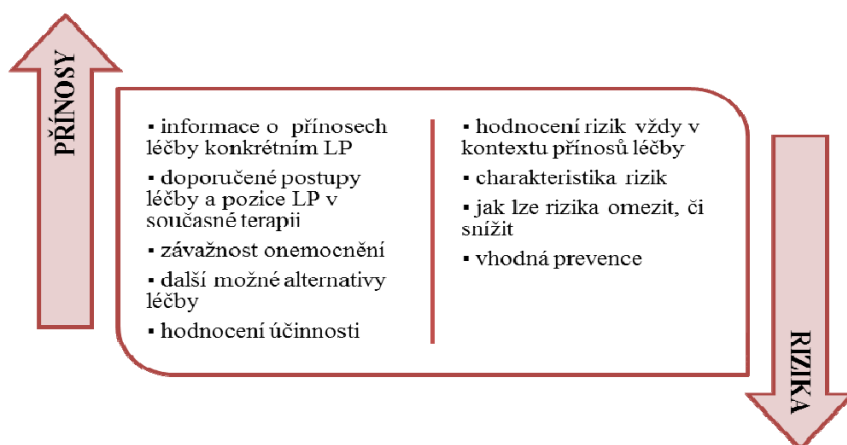 PŘÍNOSY
▪ informace o přínosech
léčby konkrétním LP
▪ doporučené postupy
léčby a pozice LP v
současné terapii
▪ závažnost onemocnění
▪ další možné alternativy
léčby
▪ hodnocení účinnosti
▪ hodnocení rizik vždy v
kontextu přínosů léčby
▪ charakteristika rizik
▪ jak lze rizika omezit, či
snížit
▪ vhodná prevence
RIZIKA